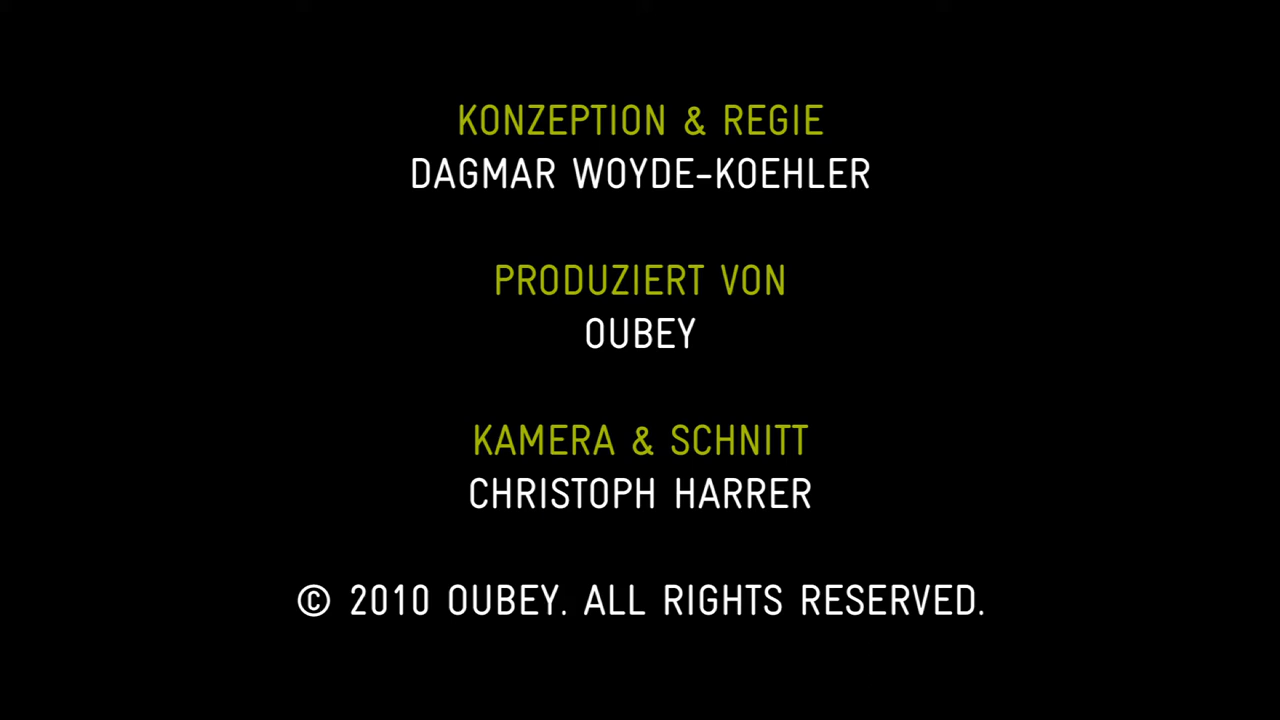 KONZEPTION & REGIE
DAGMAR WOYDE-KOEHLER
PRODUZIERT VON
OUBEY
KAMERA & SCHNITT
CHRISTOPH HARRER
© 2010 OUBEY. ALL RIGHTS RESERVED.